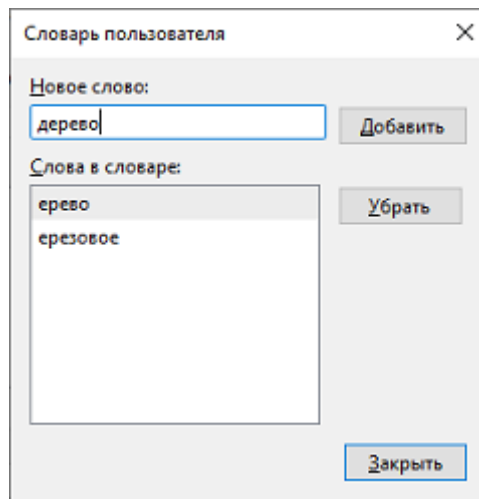 Словарь пользователя
Новое слово:
дерево
Добавить
Слова в словаре:
ерево
Убрать
ерезовое
Закрыть